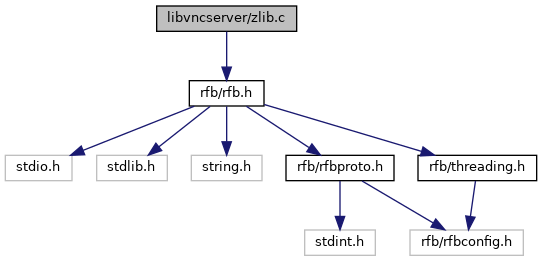 libvncserver/zlib.c
rfb/rfb.h
stdio.h
stdlib.h
string.h
rfb/rfbproto.h
rfb/threading.h
stdint.h
rfb/rfbconfig.h